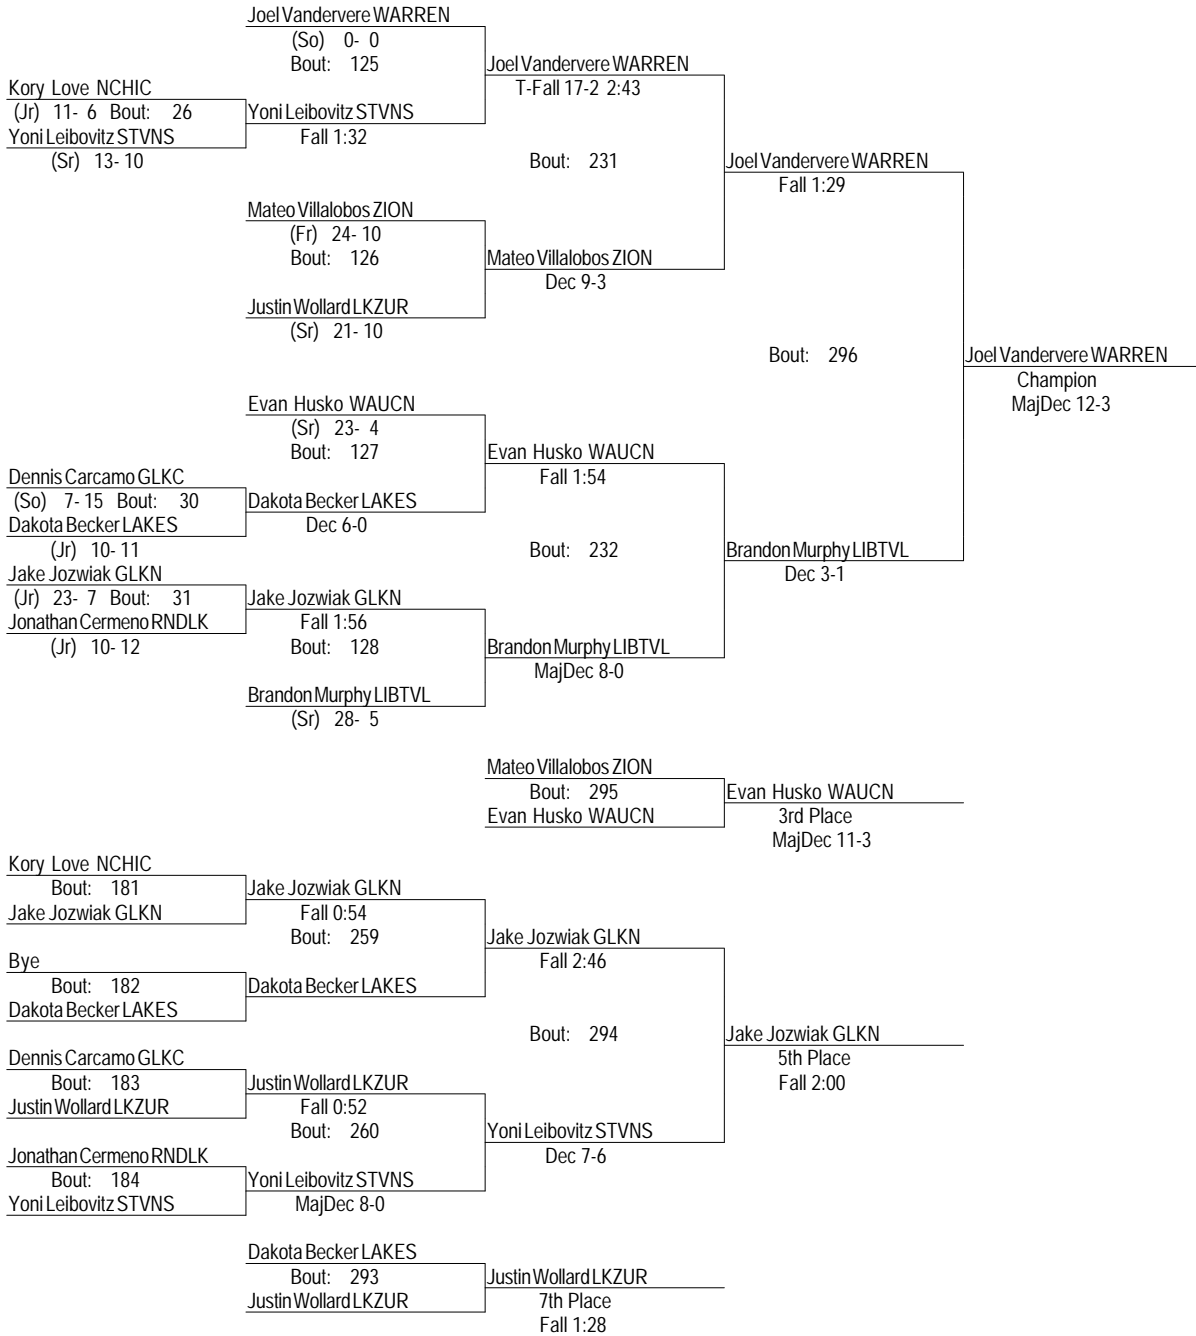 Joel Vandervere WARREN
(So) 0- 0
Bout: 125
Joel Vandervere WARREN
T-Fall 17-2 2:43
Kory Love NCHIC
(Jr) 11- 6 Bout: 26
Yoni Leibovitz STVNS
Yoni Leibovitz STVNS
Fall 1:32
(Sr) 13- 10
Bout: 231
Joel Vandervere WARREN
Fall 1:29
Mateo Villalobos ZION
(Fr) 24- 10
Bout: 126
Mateo Villalobos ZION
Dec 9-3
Justin Wollard LKZUR
(Sr) 21- 10
Bout: 296
Joel Vandervere WARREN
Champion
MajDec 12-3
Evan Husko WAUCN
(Sr) 23- 4
Bout: 127
Evan Husko WAUCN
Fall 1:54
Dennis Carcamo GLKC
(So) 7- 15 Bout: 30
Dakota Becker LAKES
Dakota Becker LAKES
Dec 6-0
(Jr) 10- 11
Bout: 232
Brandon Murphy LIBTVL
Dec 3-1
Jake Jozwiak GLKN
(Jr) 23- 7 Bout: 31
Jake Jozwiak GLKN
Jonathan Cermeno RNDLK
Fall 1:56
(Jr) 10- 12
Bout: 128
Brandon Murphy LIBTVL
MajDec 8-0
Brandon Murphy LIBTVL
(Sr) 28- 5
Mateo Villalobos ZION
Bout: 295
Evan Husko WAUCN
Evan Husko WAUCN
3rd Place
MajDec 11-3
Kory Love NCHIC
Bout: 181
Jake Jozwiak GLKN
Jake Jozwiak GLKN
Fall 0:54
Bout: 259
Jake Jozwiak GLKN
Fall 2:46
Bye
Bout: 182
Dakota Becker LAKES
Dakota Becker LAKES
Bout: 294
Jake Jozwiak GLKN
5th Place
Fall 2:00
Dennis Carcamo GLKC
Bout: 183
Justin Wollard LKZUR
Justin Wollard LKZUR
Fall 0:52
Bout: 260
Yoni Leibovitz STVNS
Dec 7-6
Jonathan Cermeno RNDLK
Bout: 184
Yoni Leibovitz STVNS
Yoni Leibovitz STVNS
MajDec 8-0
Dakota Becker LAKES
Bout: 293
Justin Wollard LKZUR
Justin Wollard LKZUR
7th Place
Fall 1:28